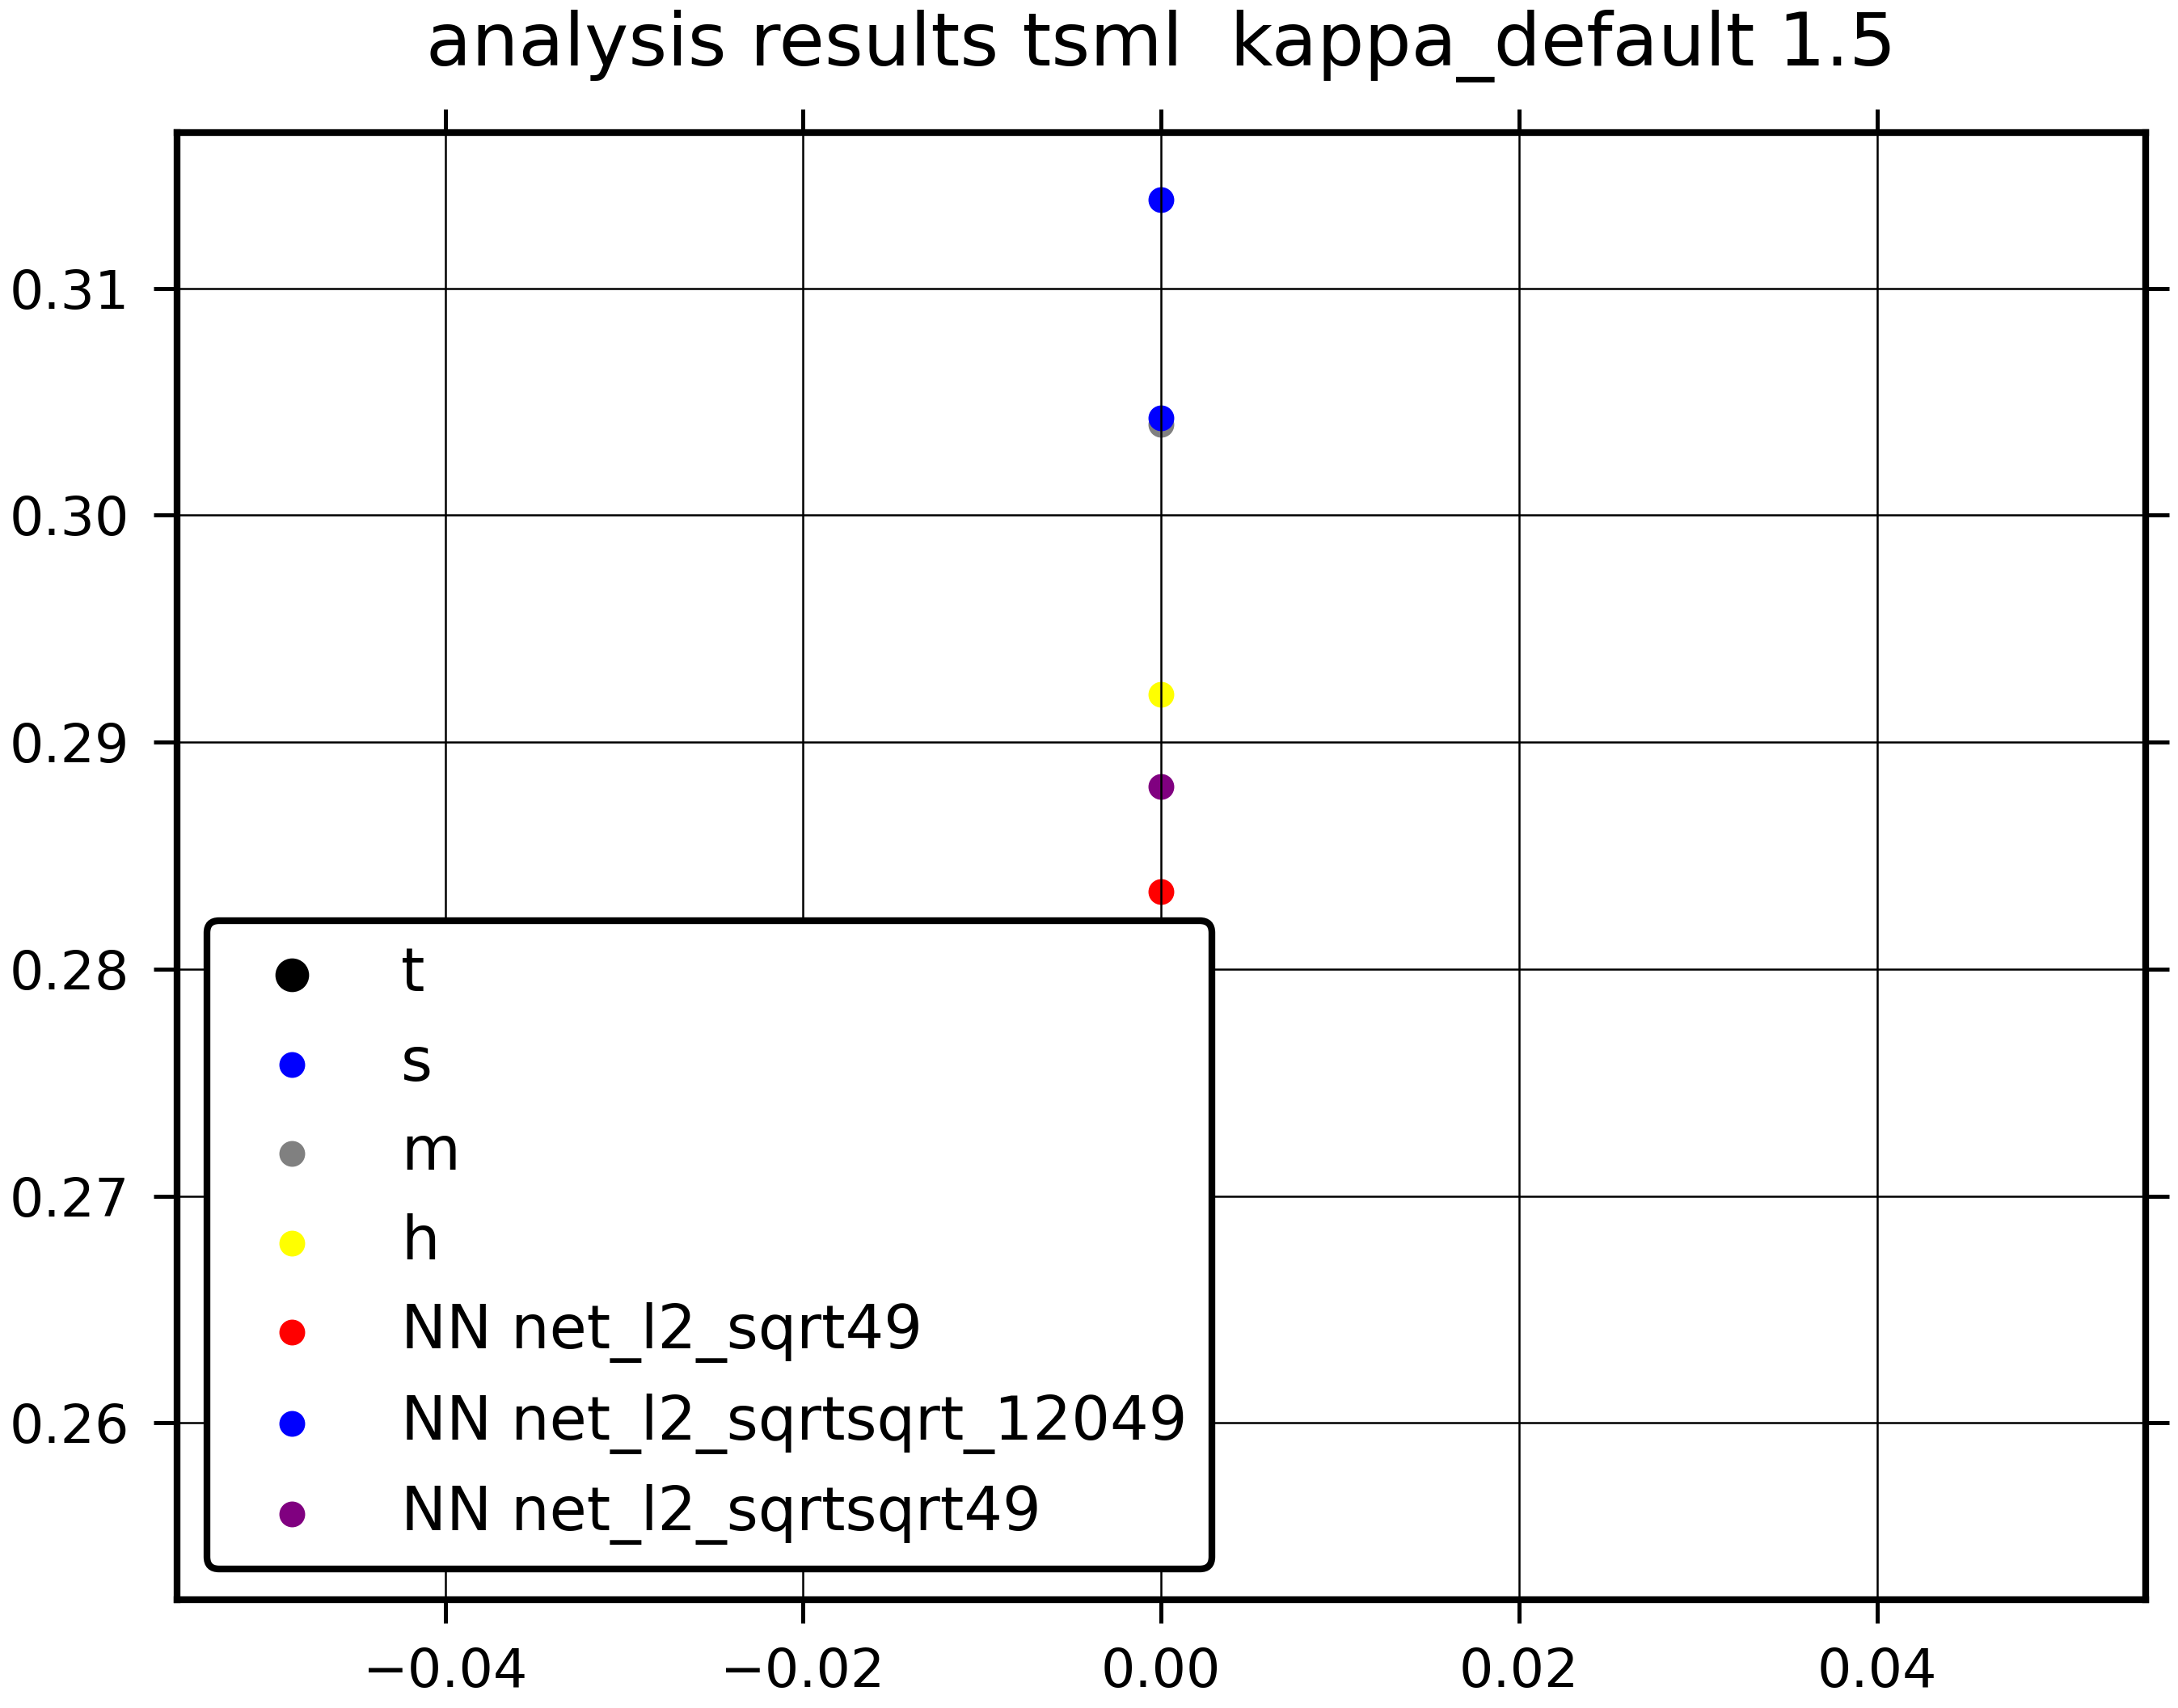 analysis results tsml  kappa_default 1.5
0.31
0.30
0.29
0.28
0.27
0.26
t
s
m
h
NN net_l2_sqrt49
NN net_l2_sqrtsqrt_12049
NN net_l2_sqrtsqrt49
−0.04
−0.02
0.00
0.02
0.04